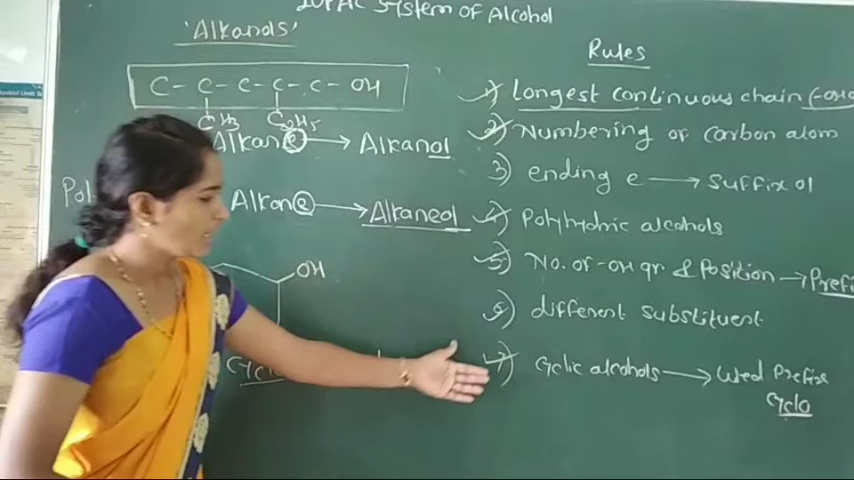 IUPAC System of Alcohol
'Alkanols'
C - C - C - C - C - OH
CH3 C2H5
Alkane → Alkanol
Alkane → Alkaneol
OH
Rules
1) Longest continuous chain
2) Numbering of carbon atom
3) ending e → suffix ol
4) Polyhydric alcohols
5) No. of -OH gr & Position → Prefi
6) different substituent
7) cyclic alcohols → Used Prefix
cyclo